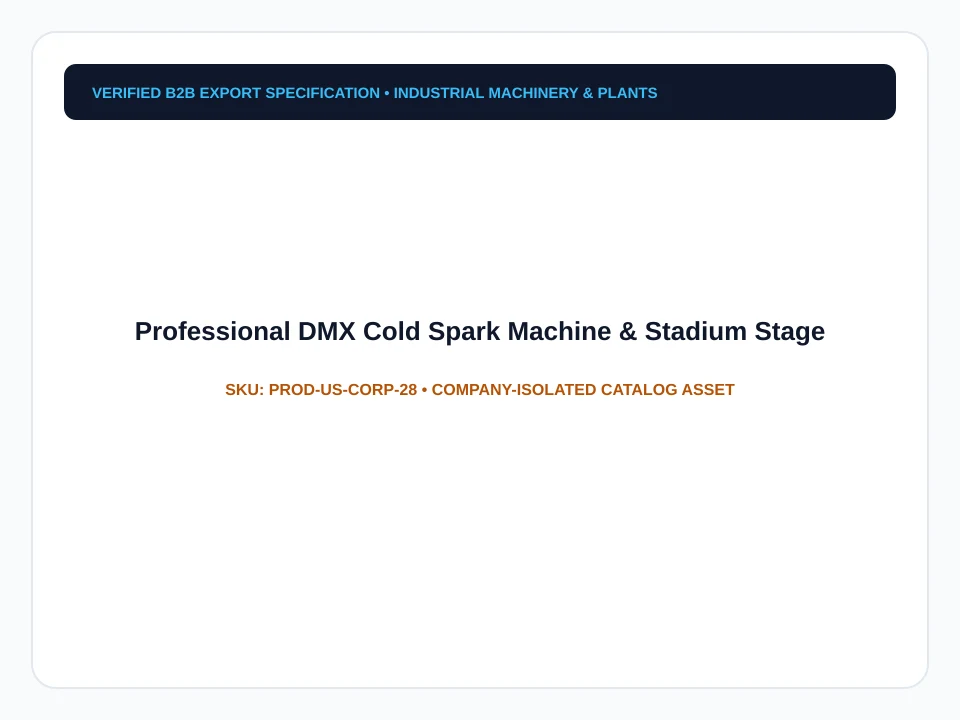 VERIFIED B2B EXPORT SPECIFICATION • INDUSTRIAL MACHINERY & PLANTS
Professional DMX Cold Spark Machine & Stadium Stage
SKU: PROD-US-CORP-28 • COMPANY-ISOLATED CATALOG ASSET